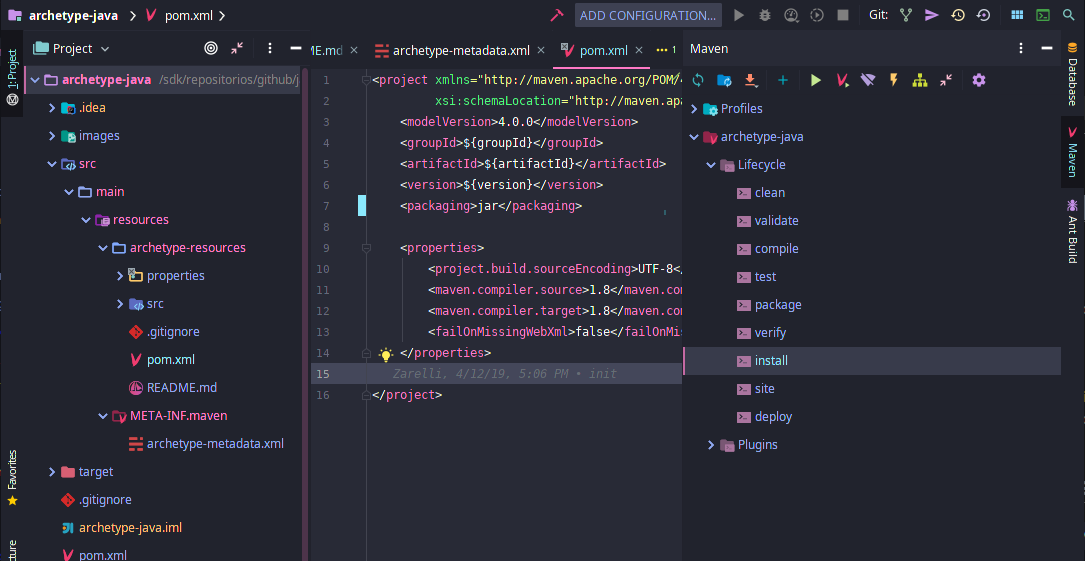 archetype-java pom.xml ADD CONFIGURATION... Git:
1: Project
Favorites
Project
archetype-java /sdk/repositorios/github/j
.idea
images
src
main
resources
archetype-resources
properties
src
.gitignore
pom.xml
README.md
META-INF.maven
archetype-metadata.xml
target
.gitignore
archetype-java.iml
pom.xml
ME.md archetype-metadata.xml pom.xml 1
1 <project xmlns="http://maven.apache.org/POM/
2 xsi:schemaLocation="http://maven.apa
3 <modelVersion>4.0.0</modelVersion>
4 <groupId>${groupId}</groupId>
5 <artifactId>${artifactId}</artifactId>
6 <version>${version}</version>
7 <packaging>jar</packaging>
8
9 <properties>
10 <project.build.sourceEncoding>UTF-8</
11 <maven.compiler.source>1.8</maven.com
12 <maven.compiler.target>1.8</maven.com
13 <failOnMissingWebXml>false</failOnMis
14 </properties>
15 Zarelli, 4/12/19, 5:06 PM • init
16 </project>
Maven
Profiles
archetype-java
Lifecycle
clean
validate
compile
test
package
verify
install
site
deploy
Plugins
Database
Maven
Ant Build